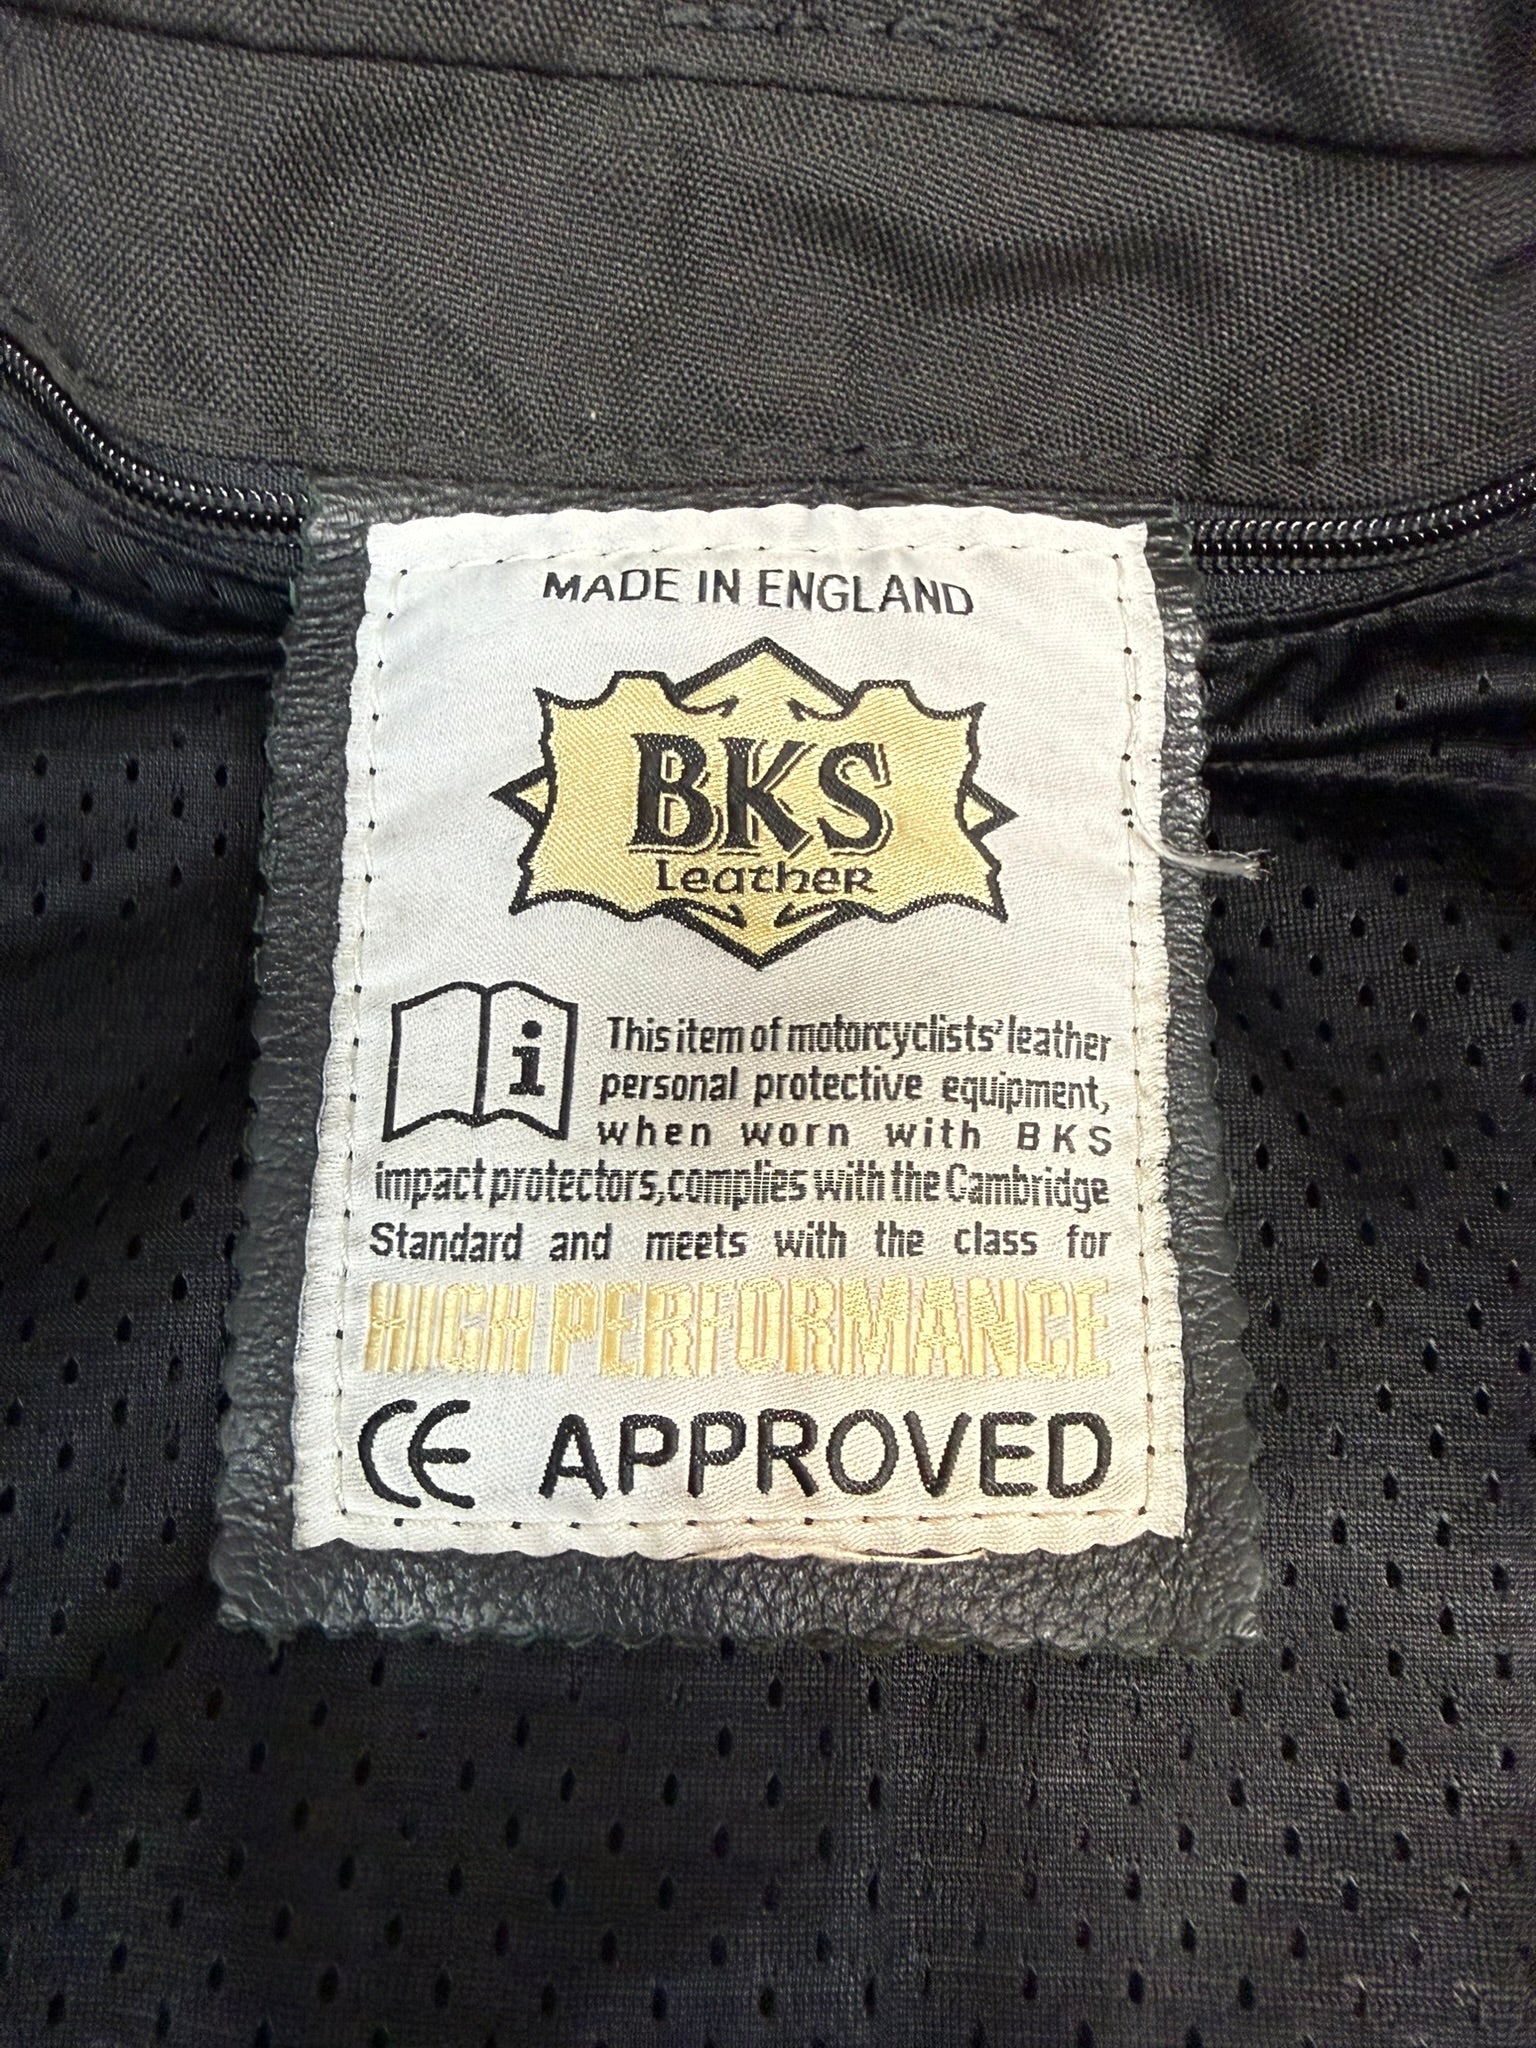 MADE IN ENGLAND
BKS
Leather
i
This item of motorcyclists' leather
personal protective equipment,
when worn with BKS
impact protectors, complies with the Cambridge
Standard and meets with the class for
HIGH PERFORMANCE
CE APPROVED